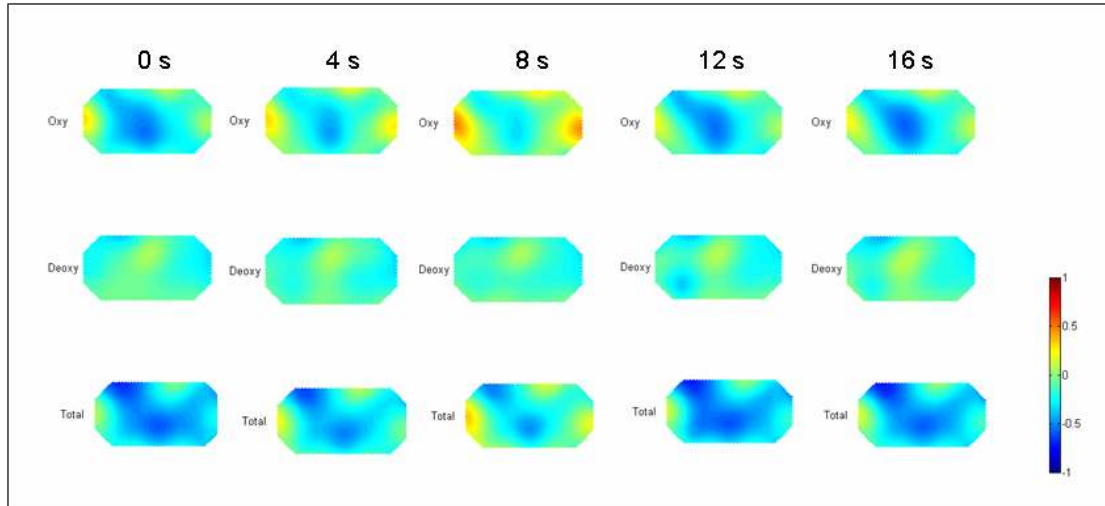 0 s 4 s 8 s 12 s 16 s
Oxy Oxy Oxy Oxy Oxy
Deoxy Deoxy Deoxy Deoxy Deoxy
1
0.5
0
-0.5
-1
Total Total Total Total Total